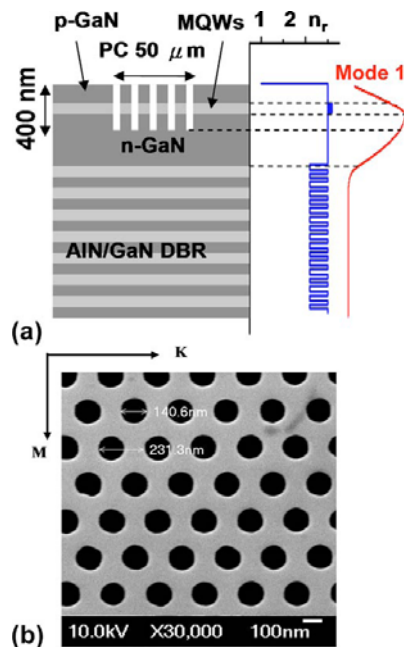 p-GaN
MQWs
1 2 nr
PC 50 μm
Mode 1
400 nm
n-GaN
AlN/GaN DBR
(a)
K
M
140.6nm
231.3nm
(b)
10.0kV X30,000 100nm